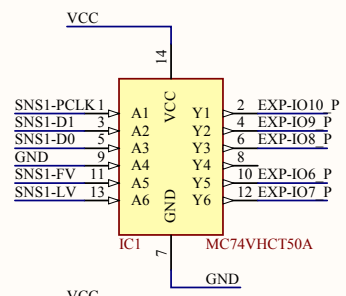 VCC
14
SNS1-PCLK 1 A1 VCC Y1 2 EXP-IO10_P
SNS1-D1 3 A2 Y2 4 EXP-IO9_P
SNS1-D0 5 A3 Y3 6 EXP-IO8_P
GND 9 A4 Y4 8
SNS1-FV 11 A5 GND Y5 10 EXP-IO6_P
SNS1-LV 13 A6 Y6 12 EXP-IO7_P
IC1 MC74VHCT50A
7
GND
VCC